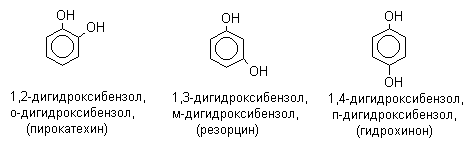 OH
OH
OH
OH
OH
OH
1,2-дигидроксибензол,
о-дигидроксибензол,
(пирокатехин)
1,3-дигидроксибензол,
м-дигидроксибензол,
(резорцин)
1,4-дигидроксибензол,
п-дигидроксибензол,
(гидрохинон)